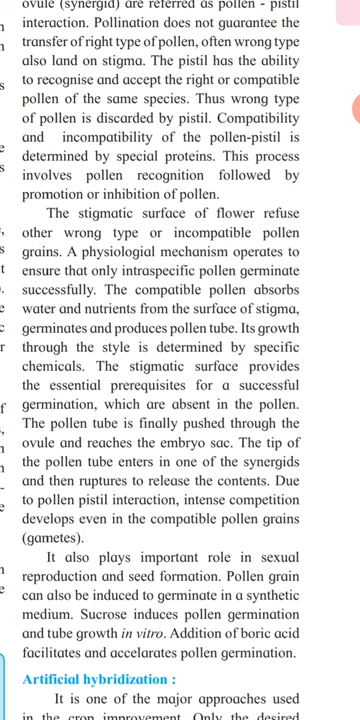 ovule (synergid) are referred as pollen - pistil
interaction. Pollination does not guarantee the
transfer of right type of pollen, often wrong type
also land on stigma. The pistil has the ability
to recognise and accept the right or compatible
pollen of the same species. Thus wrong type
of pollen is discarded by pistil. Compatibility
and incompatibility of the pollen-pistil is
determined by special proteins. This process
involves pollen recognition followed by
promotion or inhibition of pollen.
The stigmatic surface of flower refuse
other wrong type or incompatible pollen
grains. A physiologial mechanism operates to
ensure that only intraspecific pollen germinate
successfully. The compatible pollen absorbs
water and nutrients from the surface of stigma,
germinates and produces pollen tube. Its growth
through the style is determined by specific
chemicals. The stigmatic surface provides
the essential prerequisites for a successful
germination, which are absent in the pollen.
The pollen tube is finally pushed through the
ovule and reaches the embryo sac. The tip of
the pollen tube enters in one of the synergids
and then ruptures to release the contents. Due
to pollen pistil interaction, intense competition
develops even in the compatible pollen grains
(gametes).
It also plays important role in sexual
reproduction and seed formation. Pollen grain
can also be induced to germinate in a synthetic
medium. Sucrose induces pollen germination
and tube growth in vitro. Addition of boric acid
facilitates and accelarates pollen germination.
Artificial hybridization :
It is one of the major approaches used
in the crop improvement. Only the desired